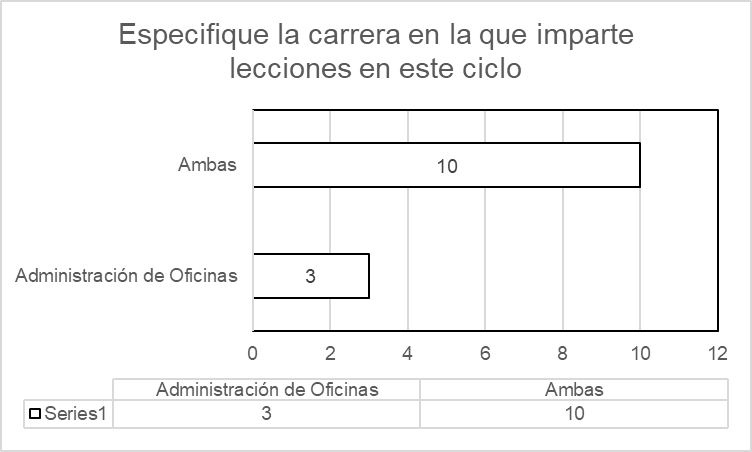 Especifique la carrera en la que imparte
lecciones en este ciclo
Ambas
10
Administración de Oficinas
3
0 2 4 6 8 10 12
Administración de Oficinas Ambas
Series1 3 10